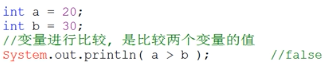 int a = 20;
int b = 30;
//变量进行比较, 是比较两个变量的值
System.out.println( a > b ); //false